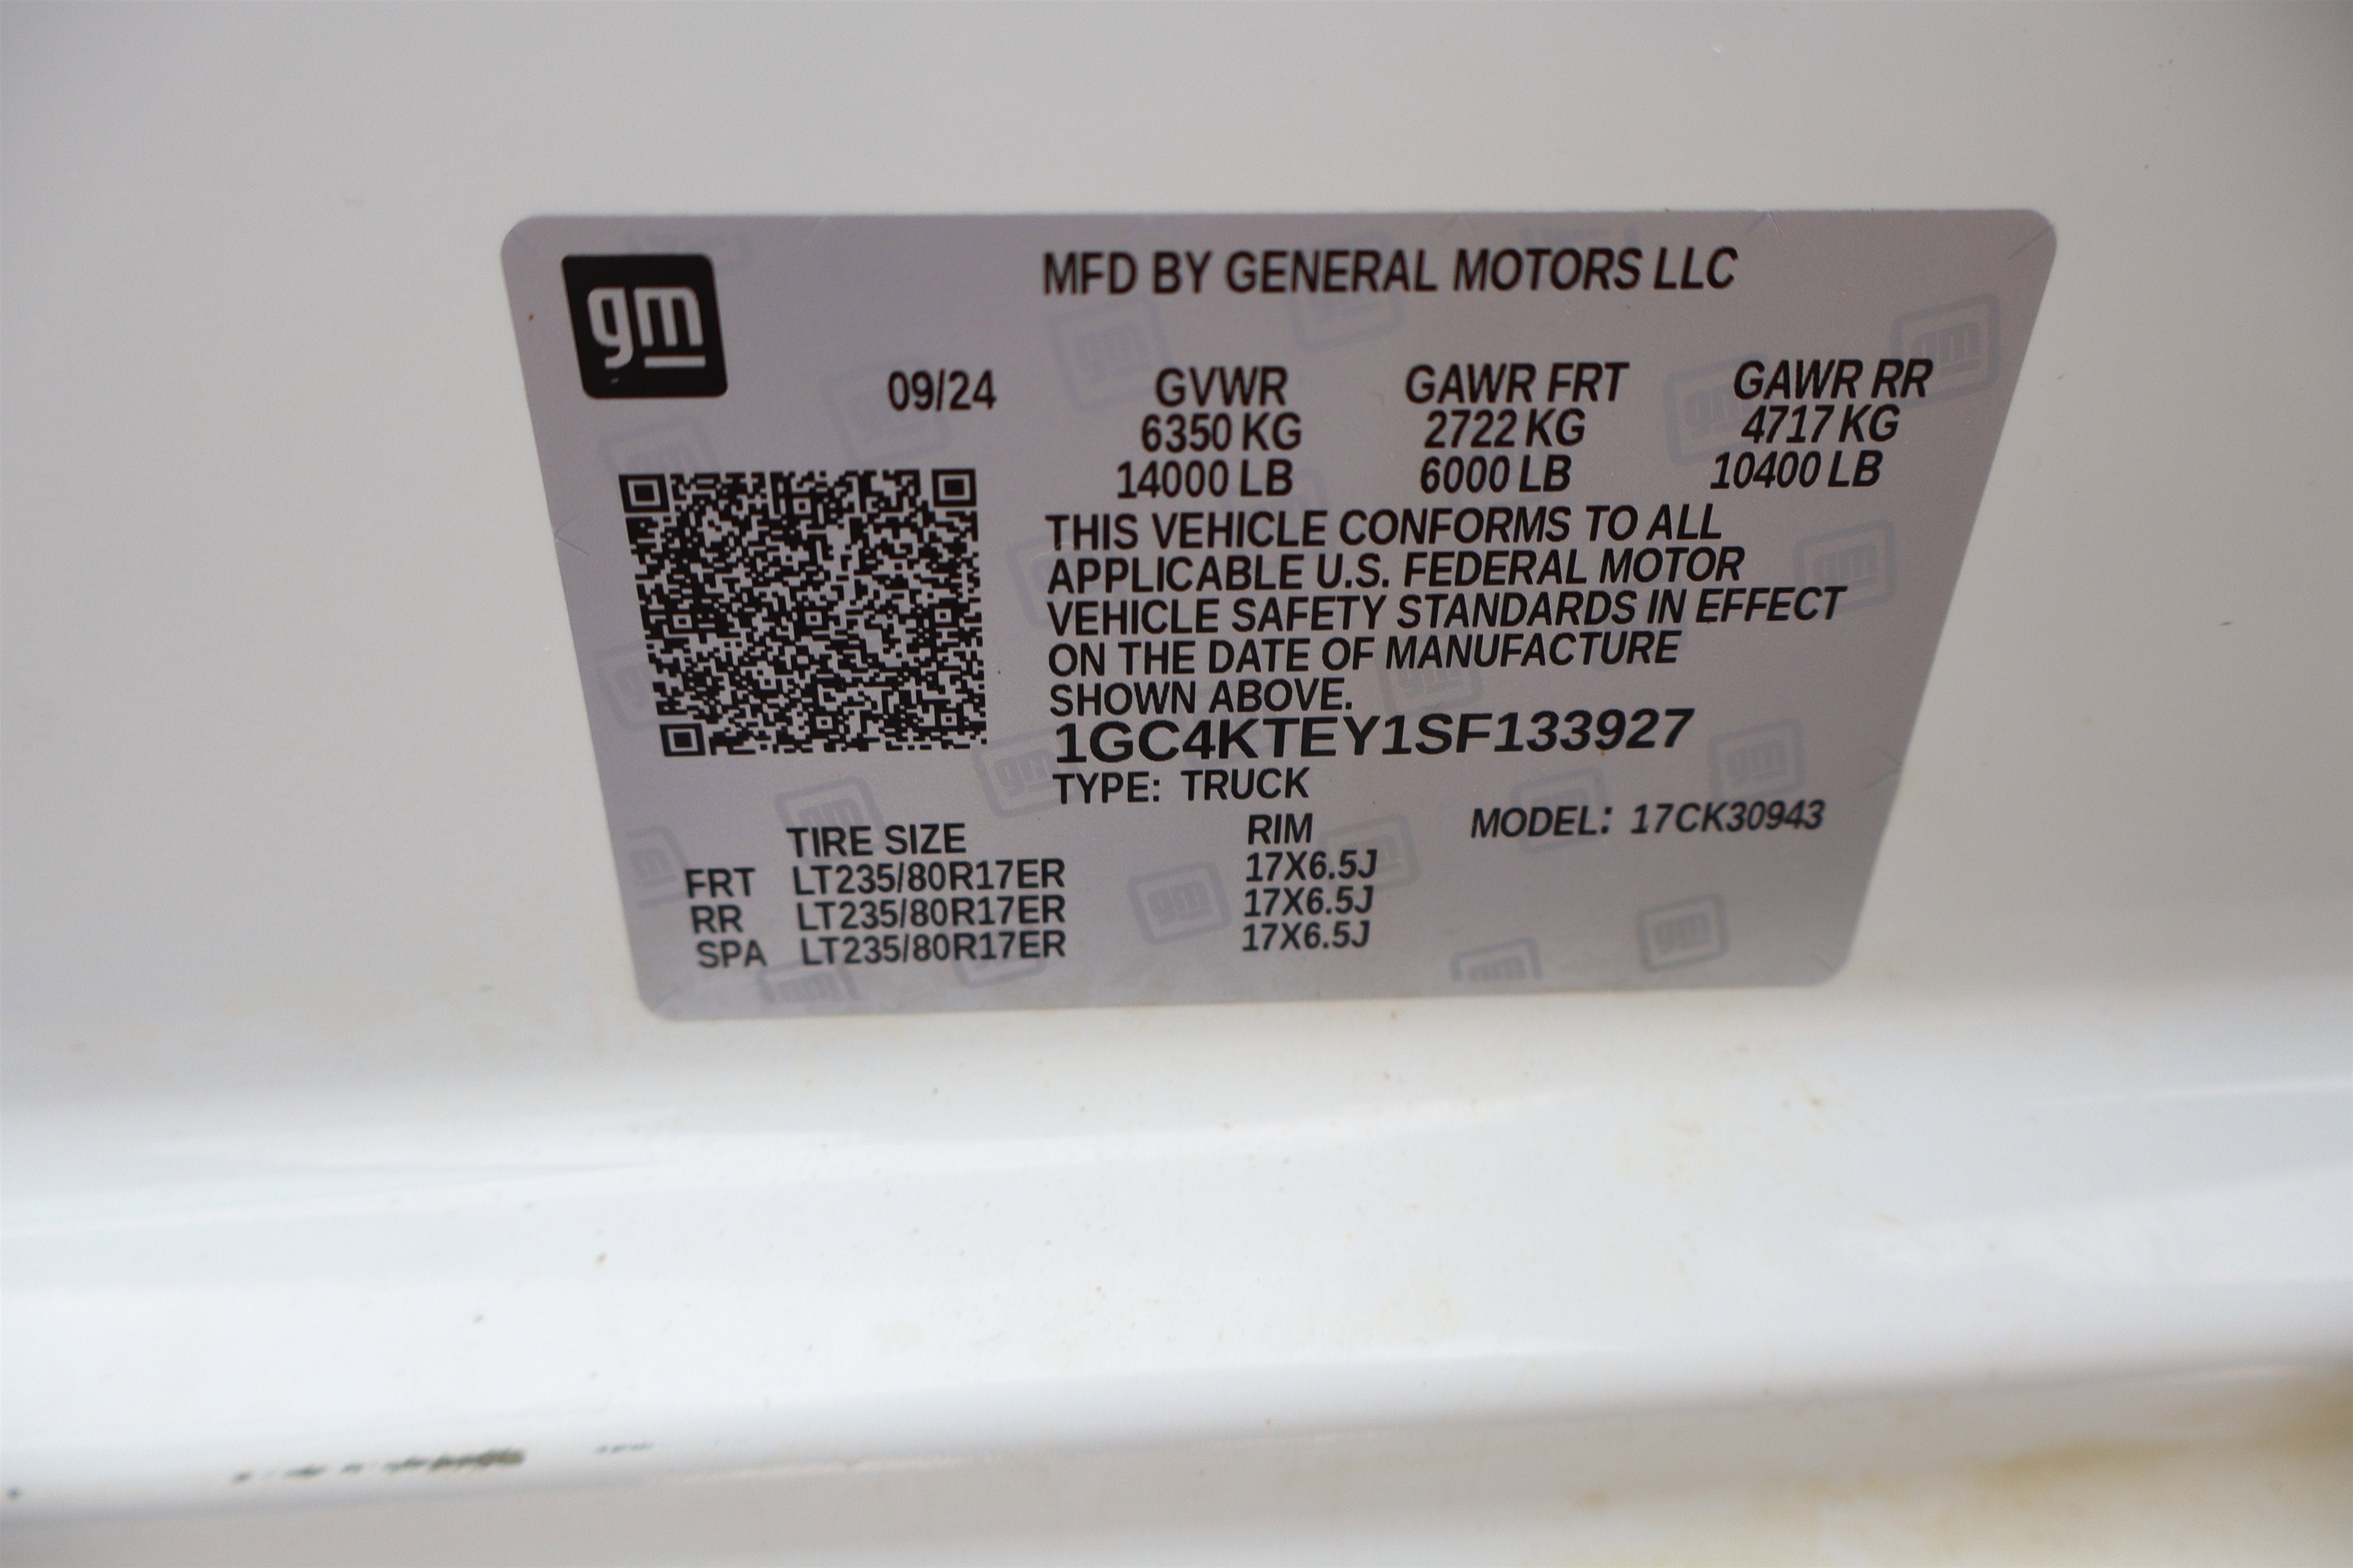 gm
MFD BY GENERAL MOTORS LLC
09/24 GVWR GAWR FRT GAWR RR
6350 KG 2722 KG 4717 KG
14000 LB 6000 LB 10400 LB
THIS VEHICLE CONFORMS TO ALL
APPLICABLE U.S. FEDERAL MOTOR
VEHICLE SAFETY STANDARDS IN EFFECT
ON THE DATE OF MANUFACTURE
SHOWN ABOVE.
1GC4KTEY1SF133927
TYPE: TRUCK
TIRE SIZE RIM MODEL: 17CK30943
FRT LT235/80R17ER 17X6.5J
RR LT235/80R17ER 17X6.5J
SPA LT235/80R17ER 17X6.5J